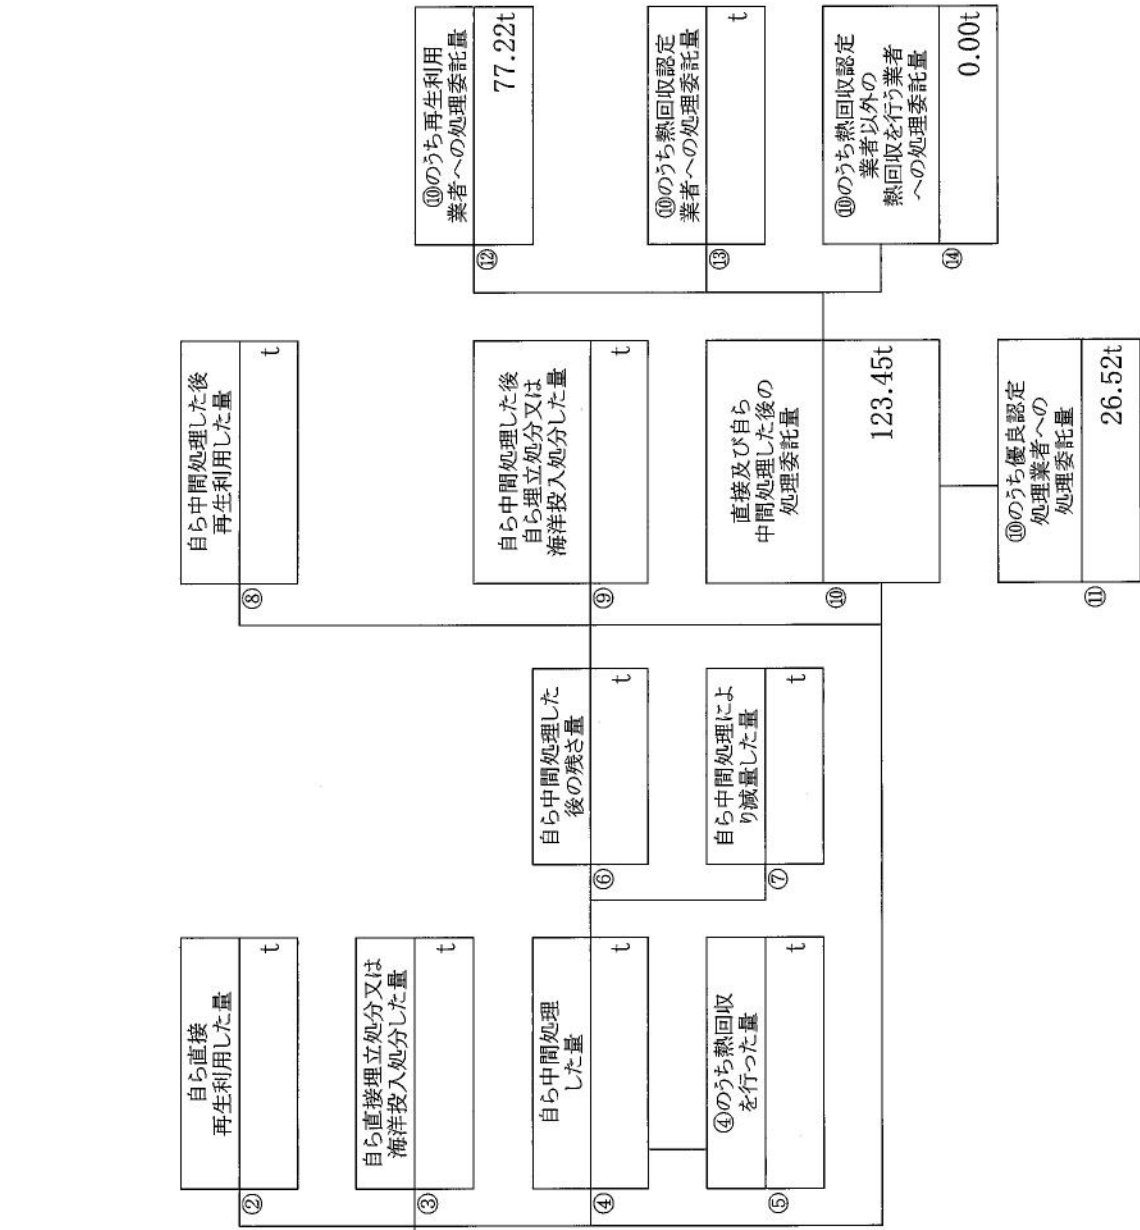 ②
自ら直接
再生利用した量
t
③
自ら直接埋立処分又は
海洋投入処分した量
t
④
自ら中間処理
した量
t
⑤
④のうち熱回収
を行った量
t
⑥
自ら中間処理した
後の残さ量
t
⑦
自ら中間処理によ
り減量した量
t
⑧
自ら中間処理した後
再生利用した量
t
⑨
自ら中間処理した後
自ら埋立処分又は
海洋投入処分した量
t
⑩
直接及び自ら
中間処理した後の
処理委託量
123.45t
⑪
⑩のうち優良認定
処理業者への
処理委託量
26.52t
⑫
⑩のうち再生利用
業者への処理委託量
77.22t
⑬
⑩のうち熱回収認定
業者への処理委託量
t
⑭
⑩のうち熱回収認定
業者以外の
熱回収を行う業者
への処理委託量
0.00t